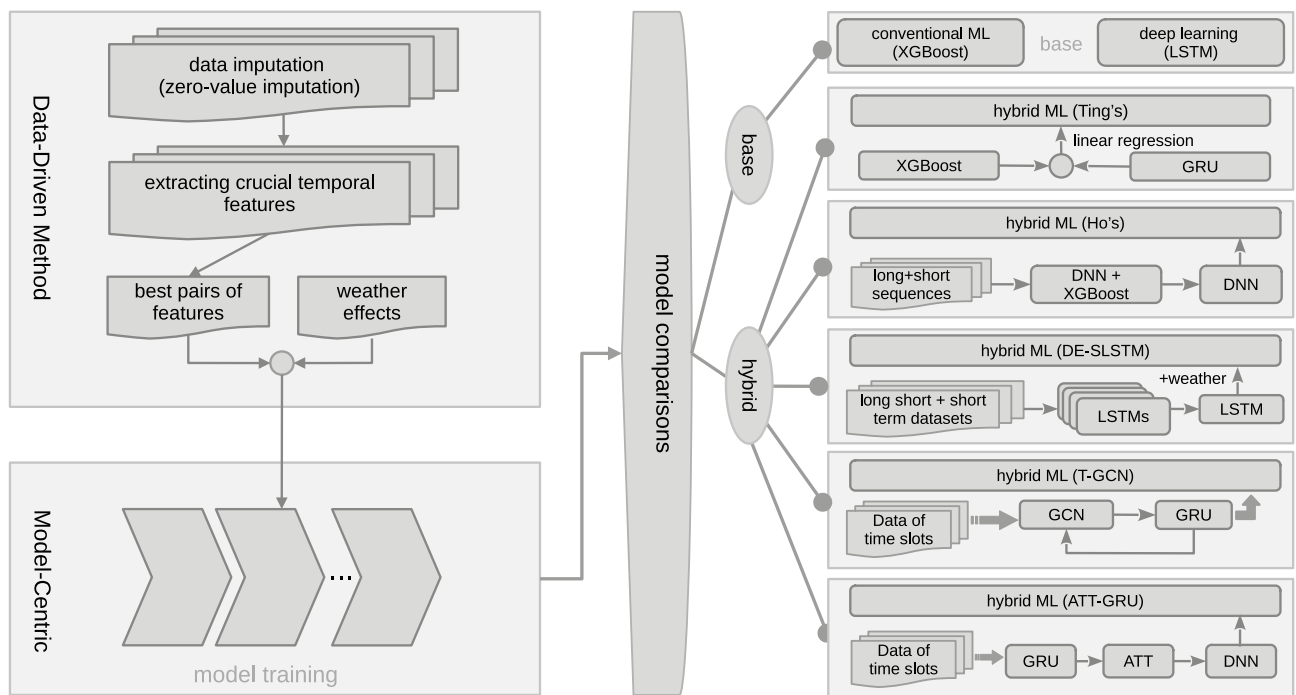 Data-Driven Method
data imputation
(zero-value imputation)
extracting crucial temporal
features
best pairs of
features
weather
effects
Model-Centric
...
model training
model comparisons
base
hybrid
conventional ML
(XGBoost)
base
deep learning
(LSTM)
hybrid ML (Ting's)
linear regression
XGBoost
GRU
hybrid ML (Ho's)
long+short
sequences
DNN +
XGBoost
DNN
hybrid ML (DE-SLSTM)
+weather
long short + short
term datasets
LSTMs
LSTM
hybrid ML (T-GCN)
Data of
time slots
GCN
GRU
hybrid ML (ATT-GRU)
Data of
time slots
GRU
ATT
DNN